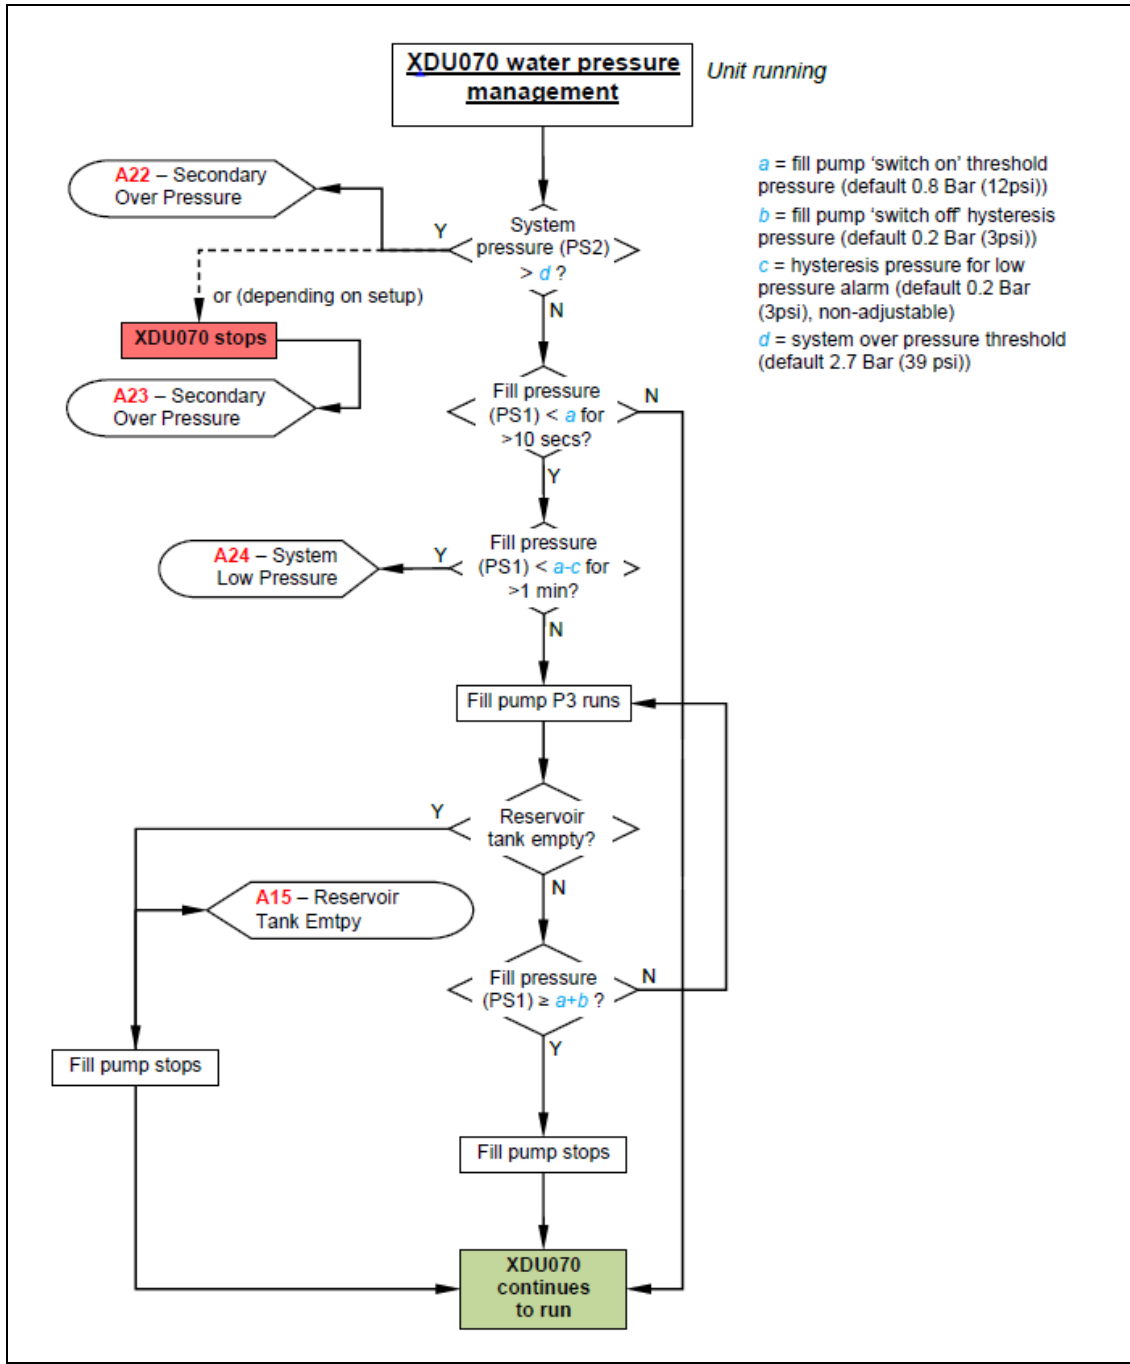 XDU070 water pressure
management
Unit running
a = fill pump ‘switch on’ threshold
pressure (default 0.8 Bar (12psi))
b = fill pump ‘switch off’ hysteresis
pressure (default 0.2 Bar (3psi))
c = hysteresis pressure for low
pressure alarm (default 0.2 Bar
(3psi), non-adjustable)
d = system over pressure threshold
(default 2.7 Bar (39 psi))
A22 – Secondary
Over Pressure
Y
System
pressure (PS2)
> d ?
or (depending on setup)
N
XDU070 stops
A23 – Secondary
Over Pressure
Fill pressure
(PS1) < a for
>10 secs?
N
Y
A24 – System
Low Pressure
Y
Fill pressure
(PS1) < a-c for
>1 min?
N
Fill pump P3 runs
Y
Reservoir
tank empty?
N
A15 – Reservoir
Tank Emtpy
Fill pressure
(PS1) ≥ a+b ?
N
Y
Fill pump stops
Fill pump stops
XDU070
continues
to run